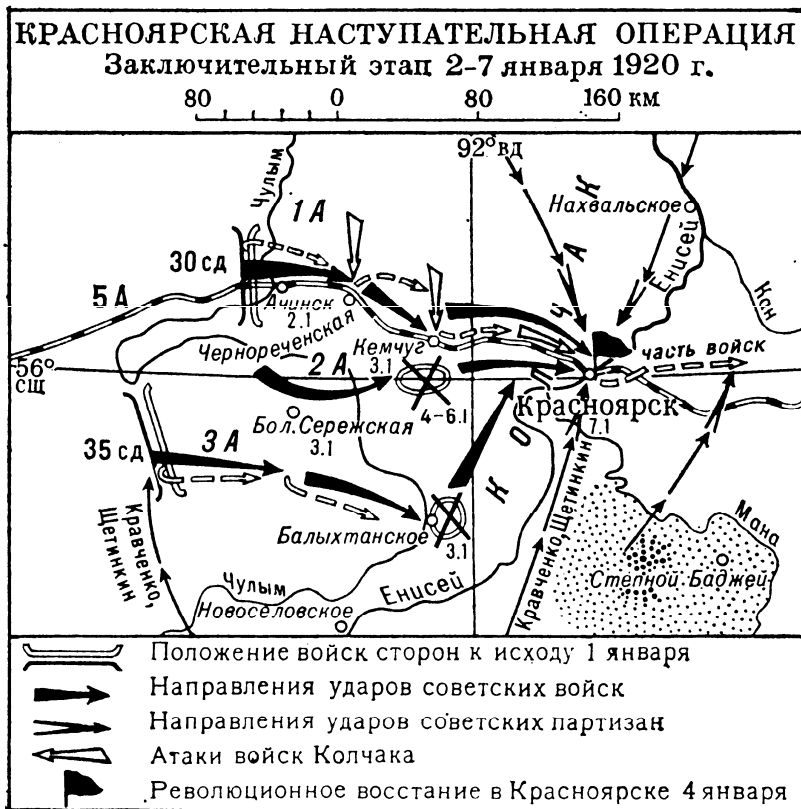 КРАСНОЯРСКАЯ НАСТУПАТЕЛЬНАЯ ОПЕРАЦИЯ
Заключительный этап 2-7 января 1920 г.
80 0 80 160 км
92° вд
Чулым
1 А
К
Нахвальское
30 сд
А
Енисей
5 А
Ачинск
2.1
Ч
Кан
Чернореченская
Кемчуг
3.1
часть войск
56°
сщ
2 А
4-6.1
Л
Красноярск
7.1
Бол. Сережская
3.1
О
35 сд
3 А
К
Балыхтанское
3.1
Мана
Кравченко,
Щетинкин
Кравченко, Щетинкин
Степной Баджей
Чулым
Енисей
Новоселовское
Положение войск сторон к исходу 1 января
Направления ударов советских войск
Направления ударов советских партизан
Атаки войск Колчака
Революционное восстание в Красноярске 4 января